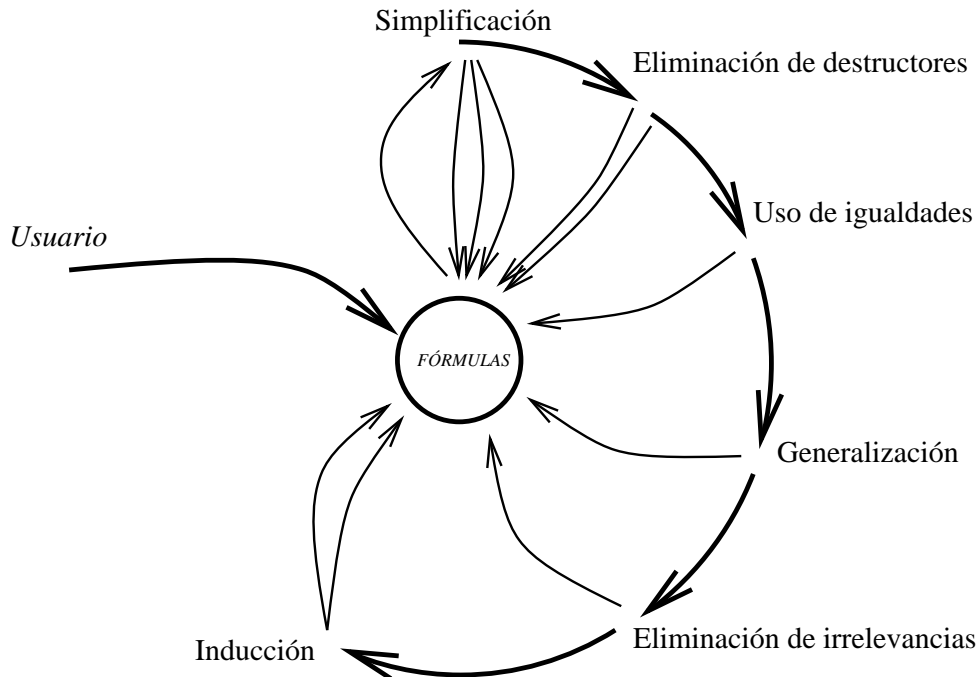 Simplificación
Eliminación de destructores
Uso de igualdades
Usuario
FÓRMULAS
Generalización
Eliminación de irrelevancias
Inducción